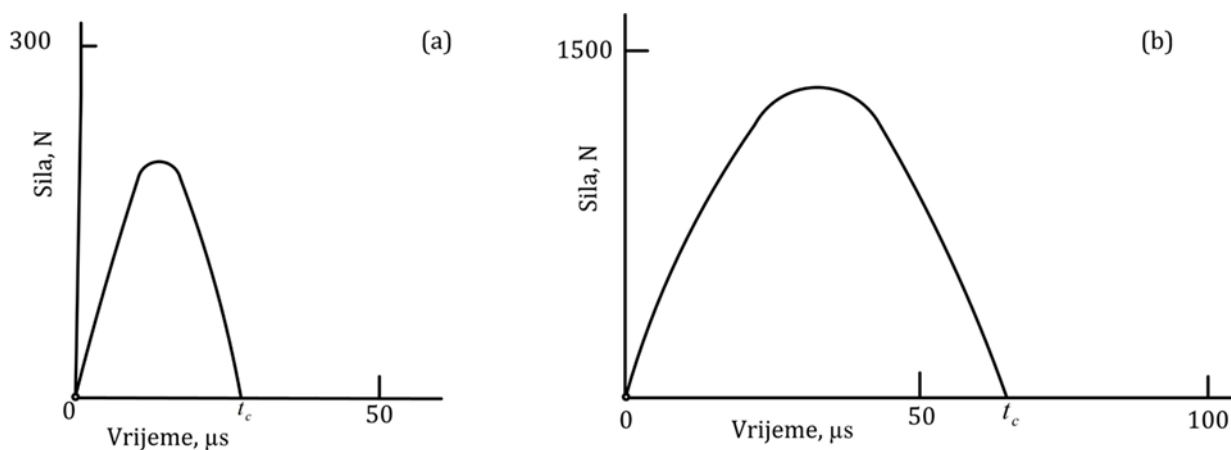 300
(a)
Sila, N
0
t_c
50
Vrijeme, µs
1500
(b)
Sila, N
0
50
t_c
100
Vrijeme, µs